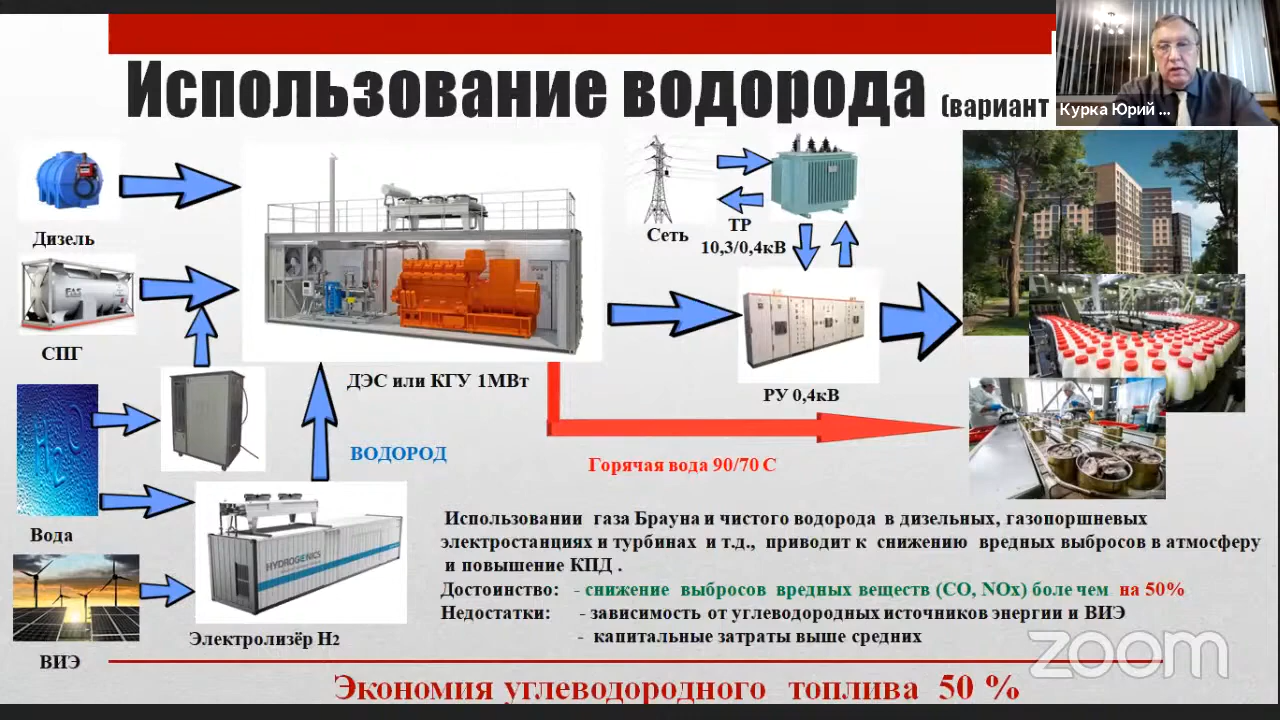 Использование водорода (вариант
Курка Юрий ...
Дизель
Сеть
ТР
10,3/0,4кВ
СПГ
ДЭС или КГУ 1МВт
РУ 0,4кВ
ВОДОРОД
Горячая вода 90/70 С
H₂O
Вода
HYDROGENICS
Использовании газа Брауна и чистого водорода в дизельных, газопоршневых
электростанциях и турбинах и т.д., приводит к снижению вредных выбросов в атмосферу
и повышение КПД .
Достоинство: - снижение выбросов вредных веществ (CO, NOx) боле чем на 50%
Недостатки: - зависимость от углеводородных источников энергии и ВИЭ
- капитальные затраты выше средних
Электролизёр H2
ВИЭ
zoom
Экономия углеводородного топлива 50 %